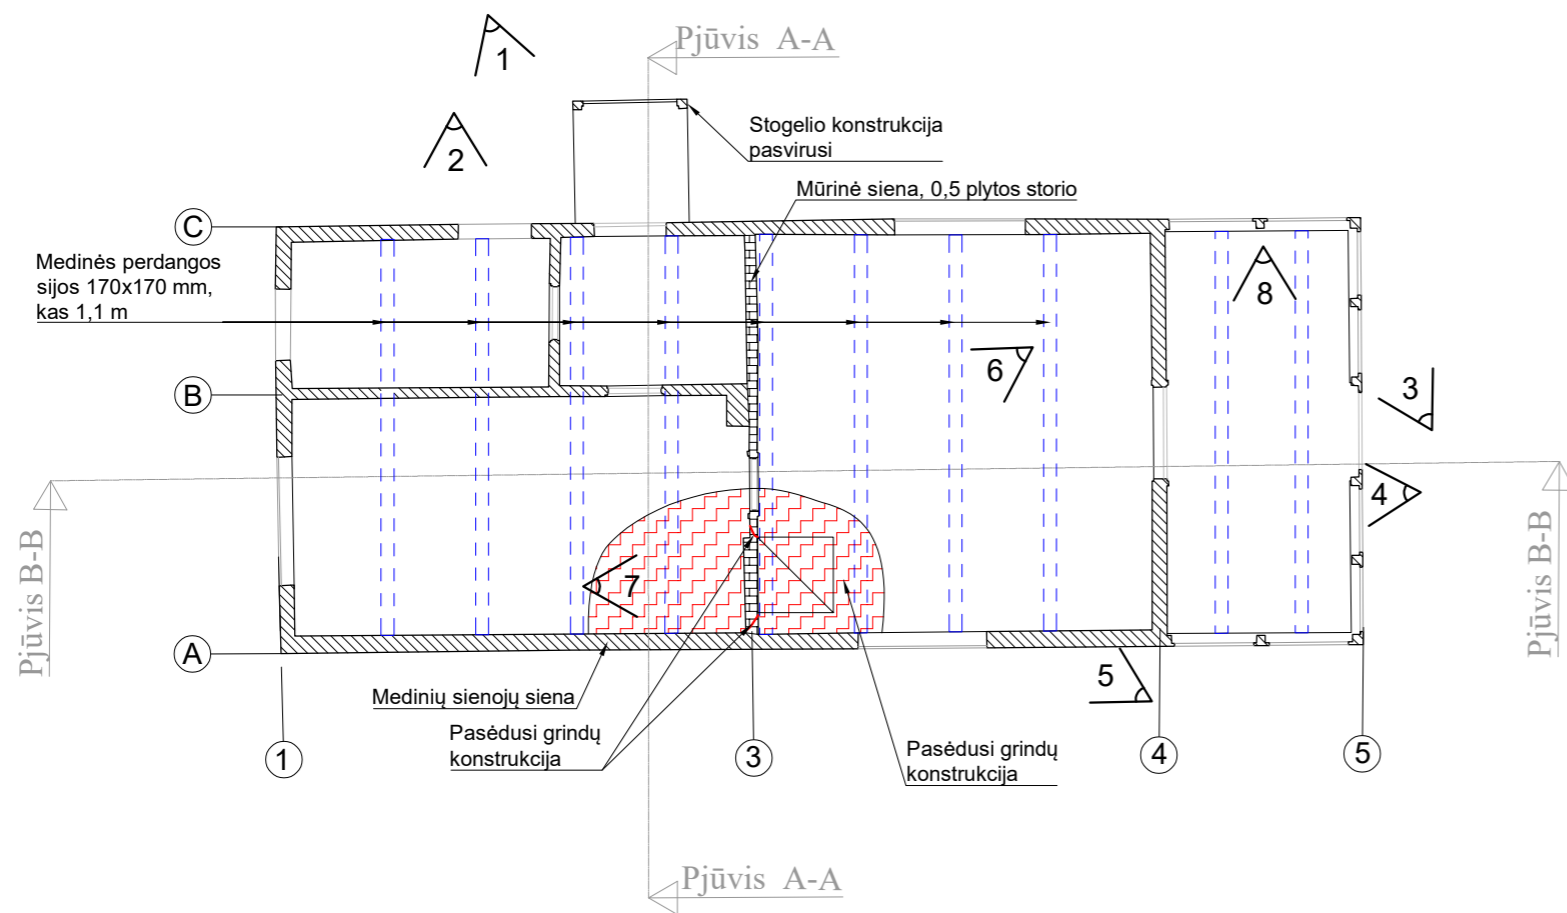 Pjūvis A-A
1
2
Stogelio konstrukcija
pasvirusi
Mūrinė siena, 0,5 plytos storio
C
Medinės perdangos
sijos 170x170 mm,
kas 1,1 m
8
6
B
3
4
7
Pjūvis B-B
Pjūvis B-B
A
5
Medinių sienojų siena
Pasėdusi grindų
konstrukcija
Pasėdusi grindų
konstrukcija
1
3
4
5
Pjūvis A-A